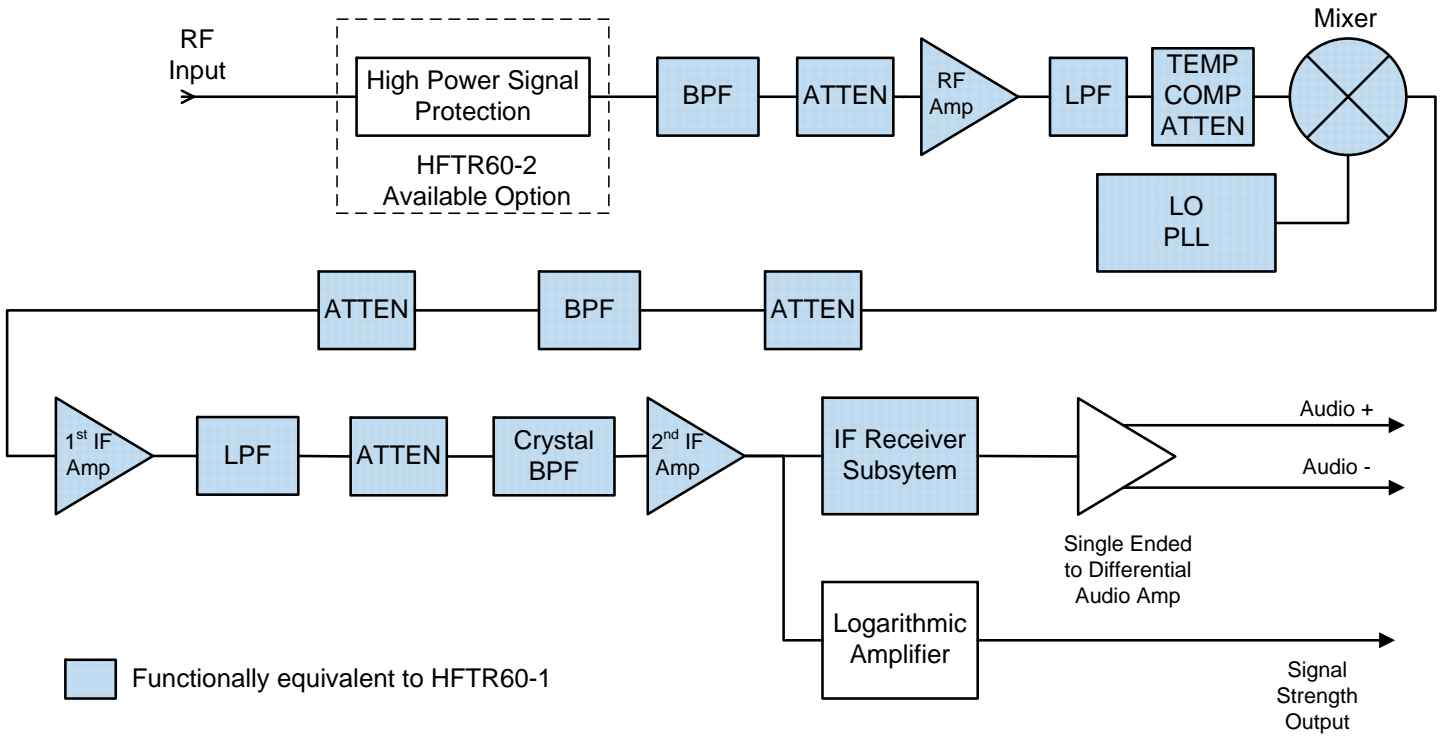 RF
Input
High Power Signal
Protection
HFTR60-2
Available Option
BPF
ATTEN
RF
Amp
LPF
TEMP
COMP
ATTEN
Mixer
LO
PLL
ATTEN
BPF
ATTEN
1st IF
Amp
LPF
ATTEN
Crystal
BPF
2nd IF
Amp
IF Receiver
Subsytem
Audio +
Audio -
Single Ended
to Differential
Audio Amp
Logarithmic
Amplifier
Signal
Strength
Output
Functionally equivalent to HFTR60-1